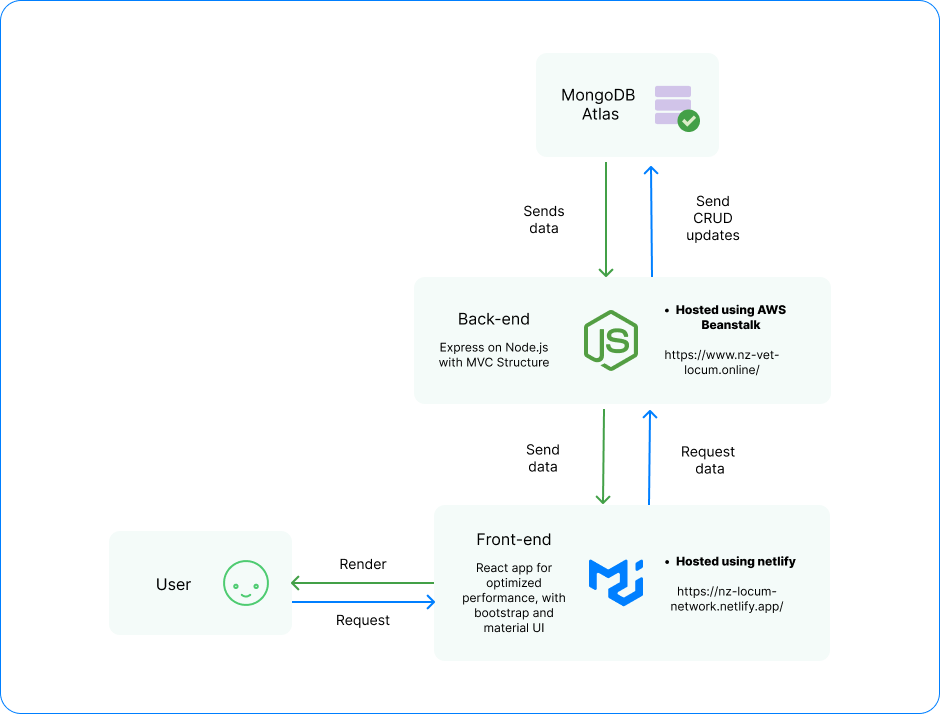 MongoDB
Atlas
Sends
data
Send
CRUD
updates
Back-end
Express on Node.js
with MVC Structure
JS
• Hosted using AWS
Beanstalk
https://www.nz-vet-
locum.online/
Send
data
Request
data
Front-end
React app for
optimized
performance, with
bootstrap and
material UI
• Hosted using netlify
https://nz-locum-
network.netlify.app/
User
Render
Request